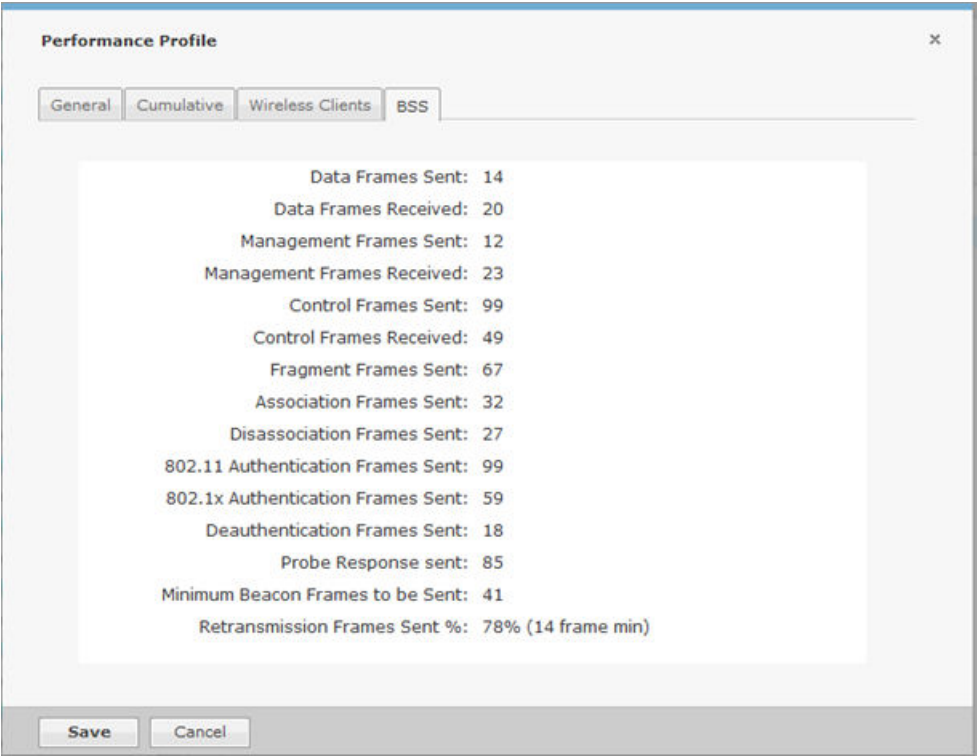 Performance Profile ×
General Cumulative Wireless Clients BSS
Data Frames Sent: 14
Data Frames Received: 20
Management Frames Sent: 12
Management Frames Received: 23
Control Frames Sent: 99
Control Frames Received: 49
Fragment Frames Sent: 67
Association Frames Sent: 32
Disassociation Frames Sent: 27
802.11 Authentication Frames Sent: 99
802.1x Authentication Frames Sent: 59
Deauthentication Frames Sent: 18
Probe Response sent: 85
Minimum Beacon Frames to be Sent: 41
Retransmission Frames Sent %: 78% (14 frame min)
Save Cancel